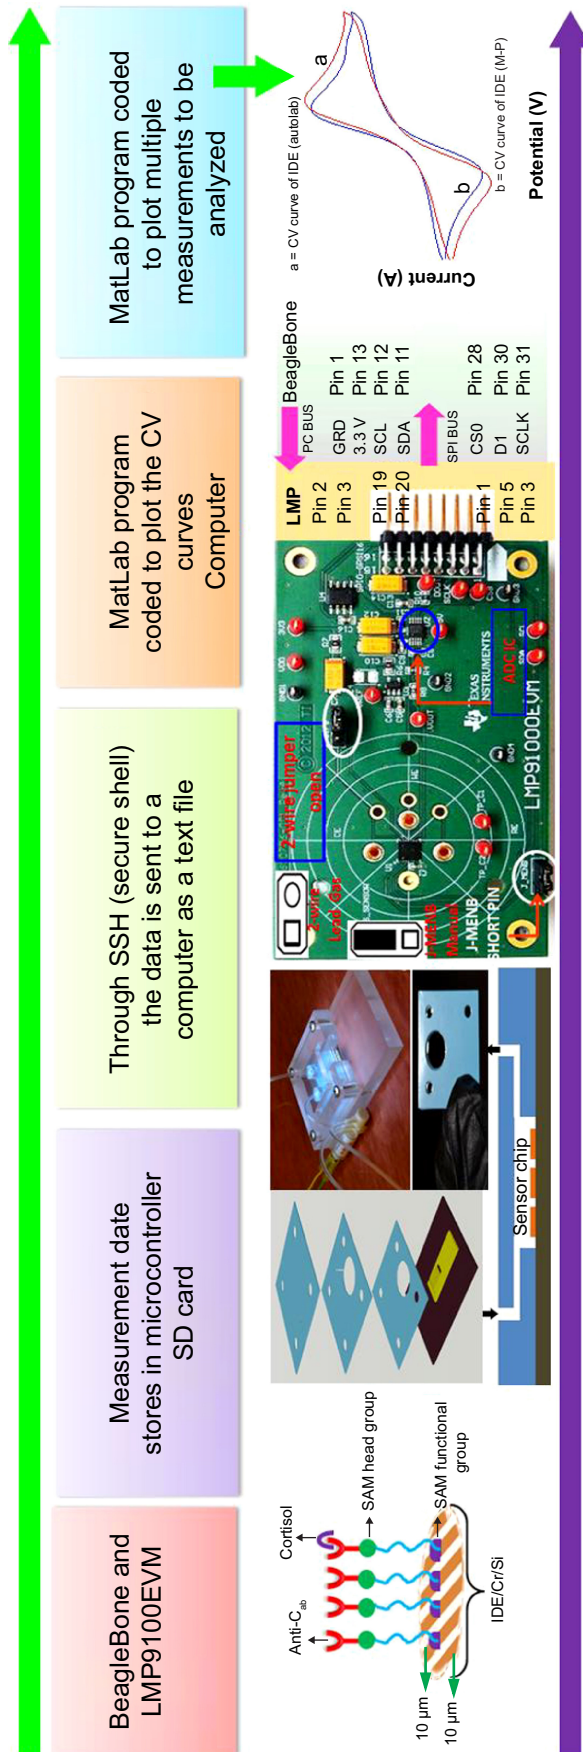 BeagleBone and
LMP9100EVM
Measurement date
stores in microcontroller
SD card
Through SSH (secure shell)
the data is sent to a
computer as a text file
MatLab program
coded to plot the CV
curves
Computer
MatLab program coded
to plot multiple
measurements to be
analyzed
Anti-Cab
Cortisol
SAM head group
SAM functional
group
10 µm
10 µm
IDE/Cr/Si
Sensor chip
2-wire
Lead Gas
2-wire jumper
open
J-MENB
Manual
J-MENB
SHORT PIN
J_MENB
ADC IC
TEXAS
INSTRUMENTS
LMP91000EVM
LMP
BeagleBone
PC BUS
Pin 2
GRD
Pin 1
Pin 3
3.3 V
Pin 13
Pin 19
SCL
Pin 12
Pin 20
SDA
Pin 11
SPI BUS
Pin 1
CS0
Pin 28
Pin 5
D1
Pin 30
Pin 3
SCLK
Pin 31
a = CV curve of IDE (autolab)
a
b
Current (A)
b = CV curve of IDE (M-P)
Potential (V)